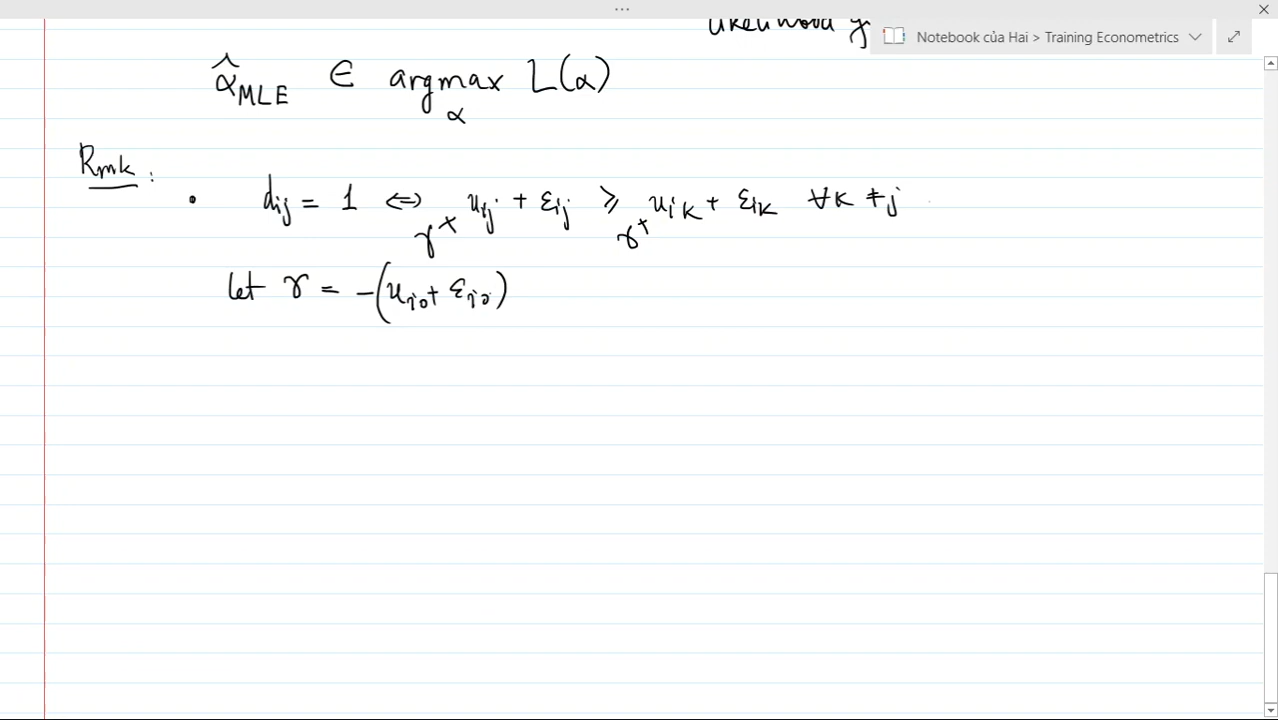 likelihood
Notebook của Hai > Training Econometrics
α̂_MLE ∈ argmax_α L(α)
Rmk:
• d_ij = 1 ⇔ γ + u_ij + ε_ij ⩾ γ + u_ik + ε_ik ∀k ≠ j
let γ = -(u_i0 + ε_i0)